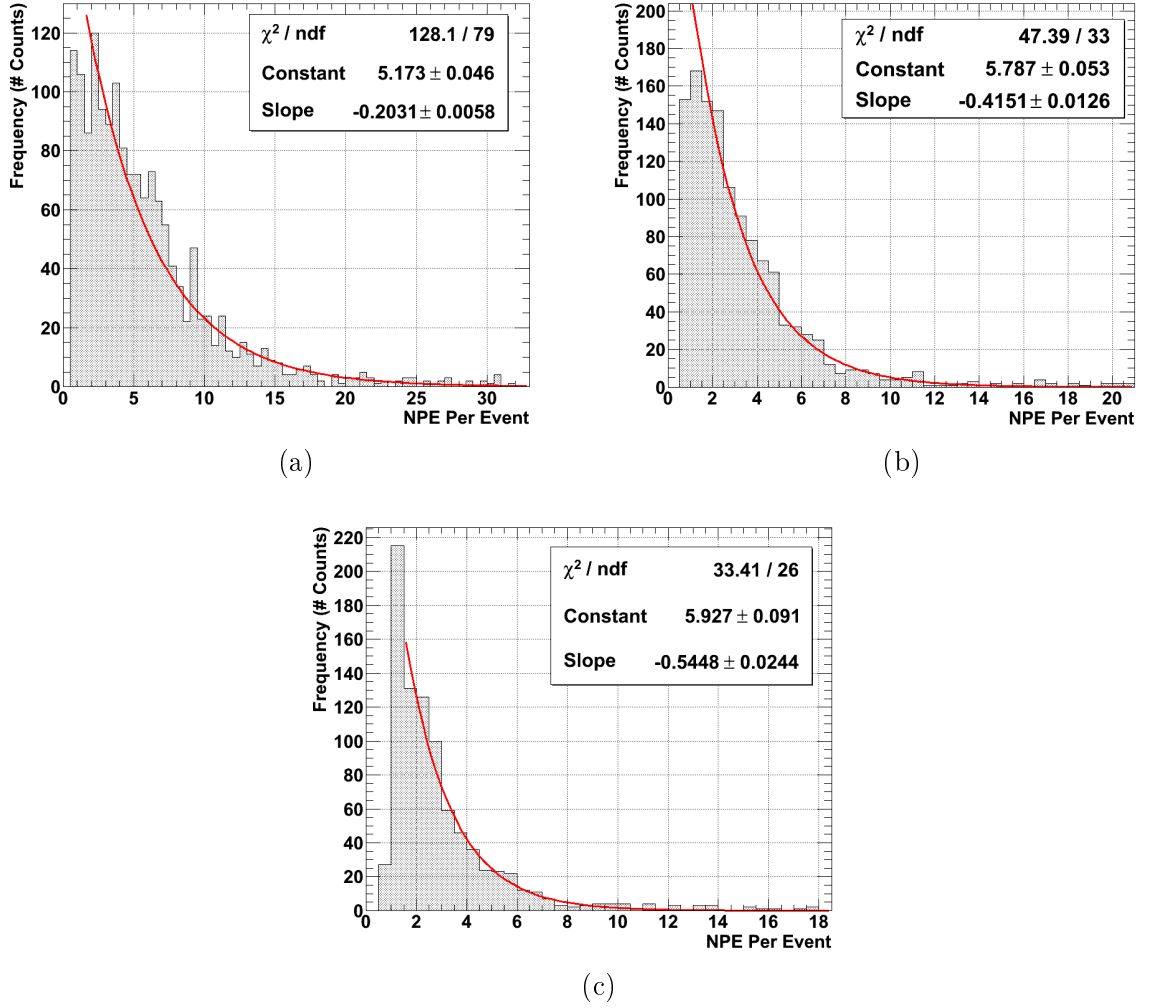 Frequency (# Counts)
120
100
80
60
40
20
0
χ² / ndf 128.1 / 79
Constant 5.173 ± 0.046
Slope -0.2031 ± 0.0058
0 5 10 15 20 25 30
NPE Per Event
(a)
Frequency (# Counts)
200
180
160
140
120
100
80
60
40
20
0
χ² / ndf 47.39 / 33
Constant 5.787 ± 0.053
Slope -0.4151 ± 0.0126
0 2 4 6 8 10 12 14 16 18 20
NPE Per Event
(b)
Frequency (# Counts)
220
200
180
160
140
120
100
80
60
40
20
0
χ² / ndf 33.41 / 26
Constant 5.927 ± 0.091
Slope -0.5448 ± 0.0244
0 2 4 6 8 10 12 14 16 18
NPE Per Event
(c)